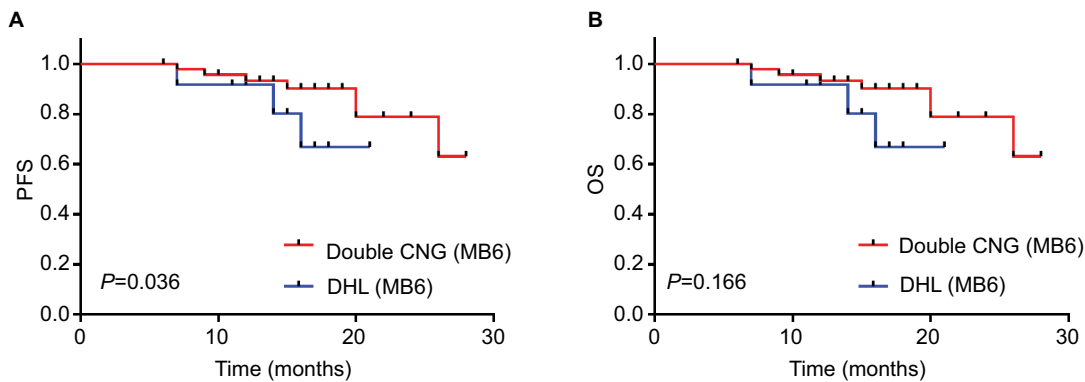 A
PFS
1.0
0.8
0.6
0.4
0.2
0.0
Double CNG (MB6)
DHL (MB6)
P=0.036
0
10
20
30
Time (months)
B
OS
1.0
0.8
0.6
0.4
0.2
0.0
Double CNG (MB6)
DHL (MB6)
P=0.166
0
10
20
30
Time (months)